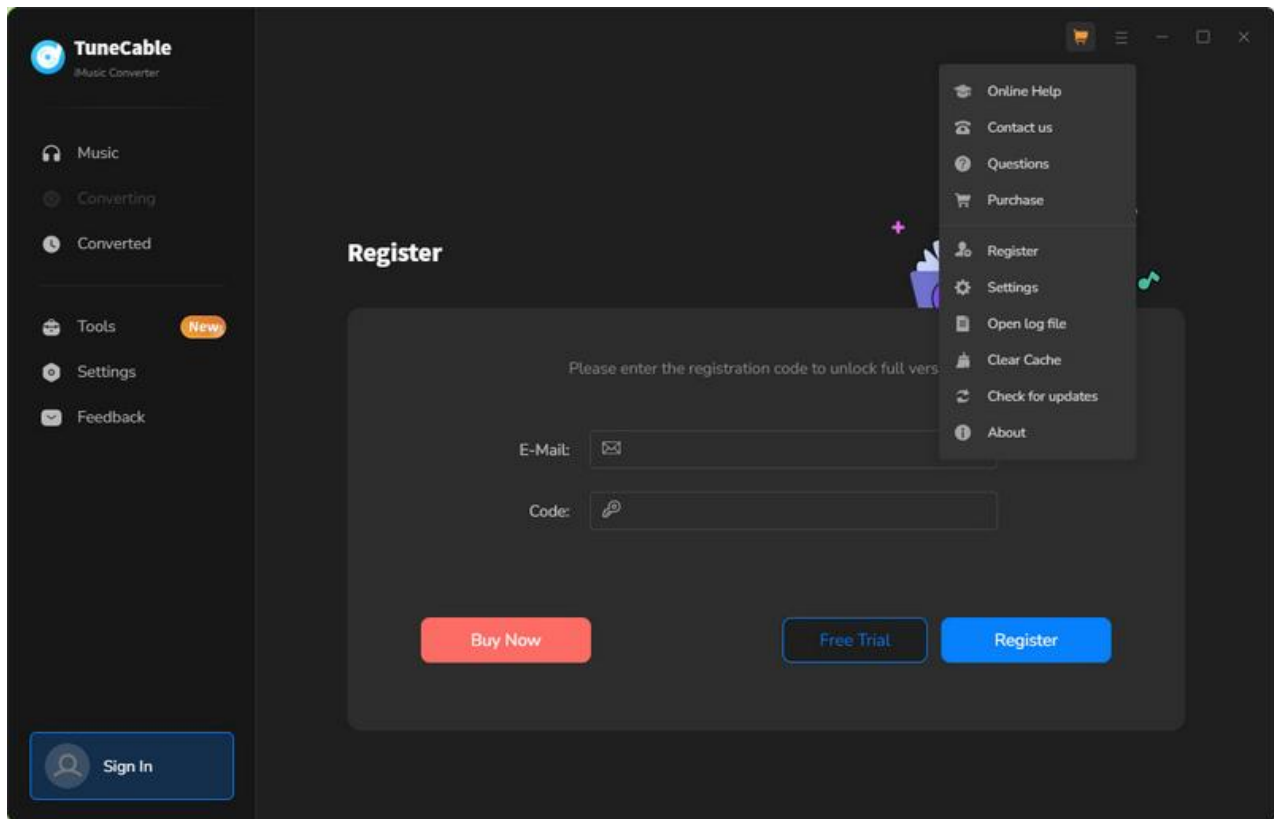 TuneCable
iMusic Converter
Music
Converting
Converted
Tools
New
Settings
Feedback
Sign In
Online Help
Contact us
Questions
Purchase
Register
Settings
Open log file
Clear Cache
Check for updates
About
Register
Please enter the registration code to unlock full vers
E-Mail:
Code:
Buy Now
Free Trial
Register